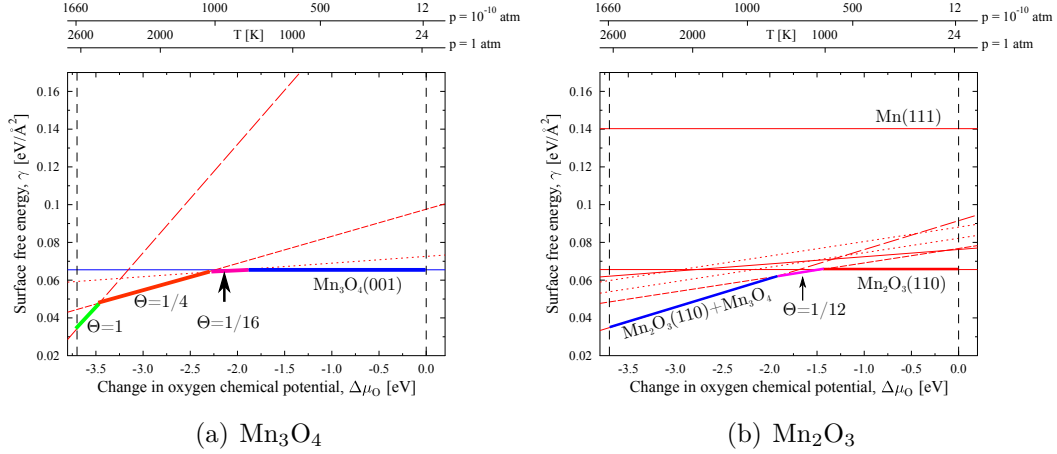 1660 1000 500 12 p = 10⁻¹⁰ atm
2600 2000 T [K] 1000 24 p = 1 atm
Surface free energy, γ [eV/Å²]
0.16
0.14
0.12
0.1
0.08
0.06
0.04
0.02
Mn₃O₄(001)
Θ=1/4
Θ=1/16
Θ=1
-3.5 -3.0 -2.5 -2.0 -1.5 -1.0 -0.5 0.0
Change in oxygen chemical potential, Δμ_O [eV]
(a) Mn₃O₄
1660 1000 500 12 p = 10⁻¹⁰ atm
2600 2000 T [K] 1000 24 p = 1 atm
Surface free energy, γ [eV/Å²]
0.16
0.14
0.12
0.1
0.08
0.06
0.04
0.02
Mn(111)
Mn₂O₃(110)
Θ=1/12
Mn₂O₃(110)+Mn₃O₄
-3.5 -3.0 -2.5 -2.0 -1.5 -1.0 -0.5 0.0
Change in oxygen chemical potential, Δμ_O [eV]
(b) Mn₂O₃